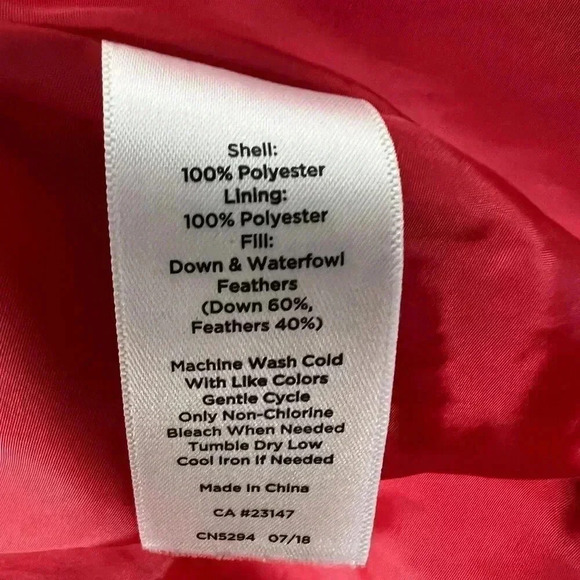 Shell:
100% Polyester
Lining:
100% Polyester
Fill:
Down & Waterfowl
Feathers
(Down 60%,
Feathers 40%)
Machine Wash Cold
With Like Colors
Gentle Cycle
Only Non-Chlorine
Bleach When Needed
Tumble Dry Low
Cool Iron If Needed
Made In China
CA #23147
CN5294 07/18